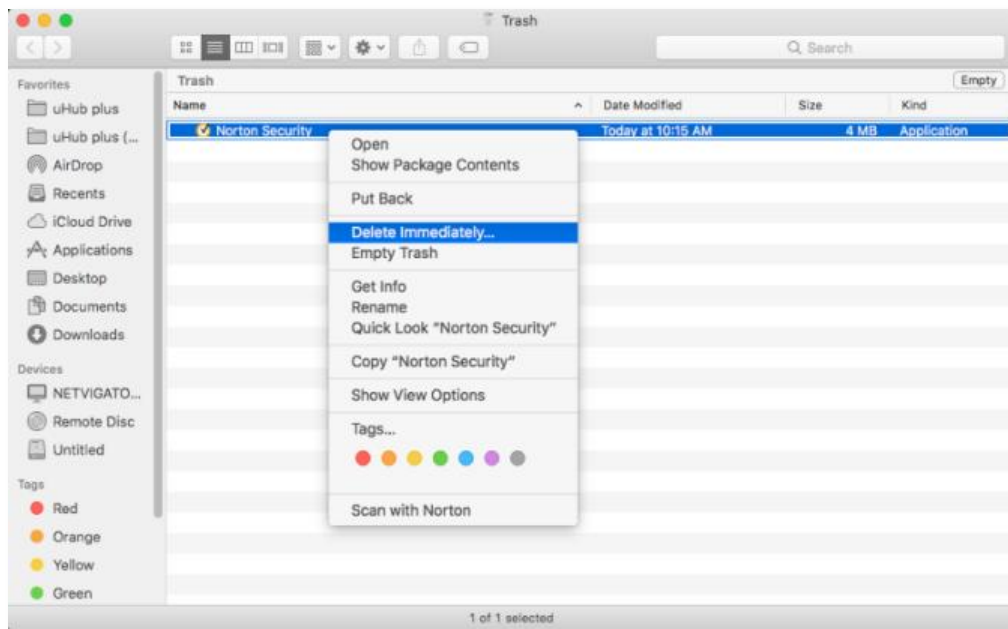 Trash
Search
Favorites
uHub plus
uHub plus (...
AirDrop
Recents
iCloud Drive
Applications
Desktop
Documents
Downloads
Devices
NETVIGATO...
Remote Disc
Untitled
Tags
Red
Orange
Yellow
Green
Trash Empty
Name Date Modified Size Kind
Norton Security Today at 10:15 AM 4 MB Application
Open
Show Package Contents
Put Back
Delete Immediately...
Empty Trash
Get Info
Rename
Quick Look "Norton Security"
Copy "Norton Security"
Show View Options
Tags...
Scan with Norton
1 of 1 selected